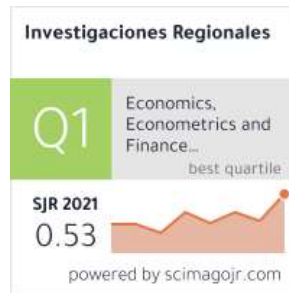 Investigaciones Regionales
Q1
Economics,
Econometrics and
Finance...
best quartile
SJR 2021
0.53
powered by scimagojr.com